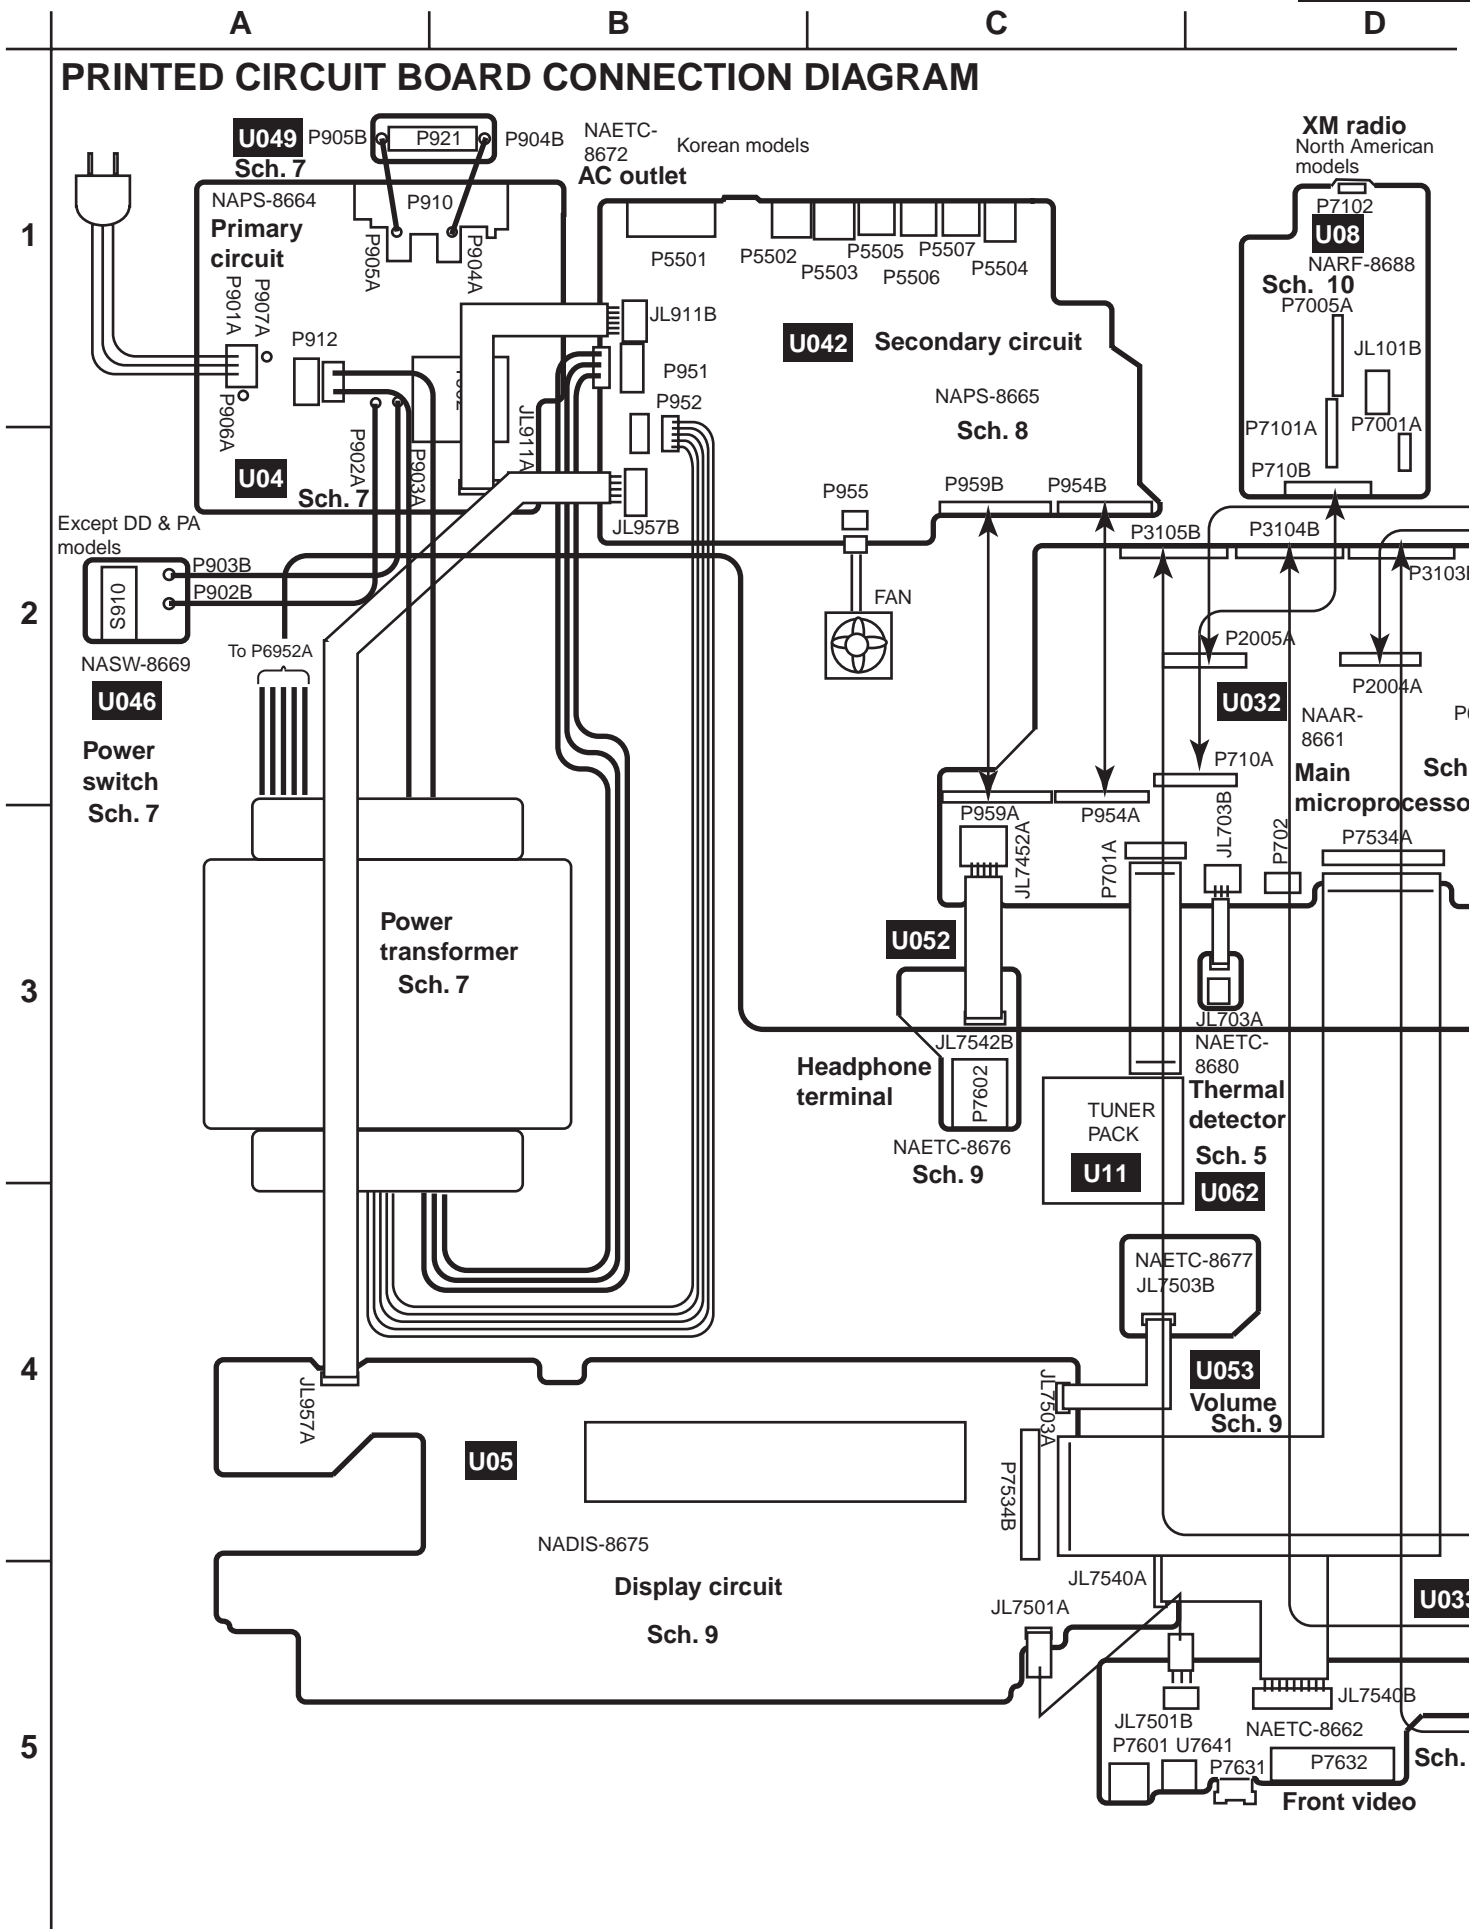 A
B
C
D
PRINTED CIRCUIT BOARD CONNECTION DIAGRAM
1
2
3
4
5
U049
P905B
P921
P904B
Sch. 7
NAETC-
8672
Korean models
AC outlet
NAPS-8664
Primary
circuit
P910
P905A
P904A
P901A
P907A
P912
P906A
P902A
P903A
JL911A
U04
Sch. 7
P5501
P5502
P5503
P5505
P5506
P5507
P5504
JL911B
P951
P952
JL957B
U042
Secondary circuit
NAPS-8665
Sch. 8
P955
P959B
P954B
FAN
XM radio
North American
models
P7102
U08
NARF-8688
Sch. 10
P7005A
JL101B
P7101A
P7001A
P710B
P3105B
P3104B
Except DD & PA
models
P903B
P902B
S910
NASW-8669
U046
Power
switch
Sch. 7
To P6952A
P2005A
P2004A
U032
NAAR-
8661
Main
microprocesso
Sch
P710A
P959A
P954A
JL7452A
P701A
JL703B
P702
P7534A
Power
transformer
Sch. 7
U052
JL7542B
P7602
Headphone
terminal
NAETC-8676
Sch. 9
JL703A
NAETC-
8680
Thermal
detector
Sch. 5
U062
TUNER
PACK
U11
NAETC-8677
JL7503B
U053
Volume
Sch. 9
JL957A
JL7503A
U05
P7534B
NADIS-8675
Display circuit
Sch. 9
JL7540A
JL7501A
JL7540B
JL7501B
NAETC-8662
P7601
U7641
P7631
P7632
Sch.
Front video